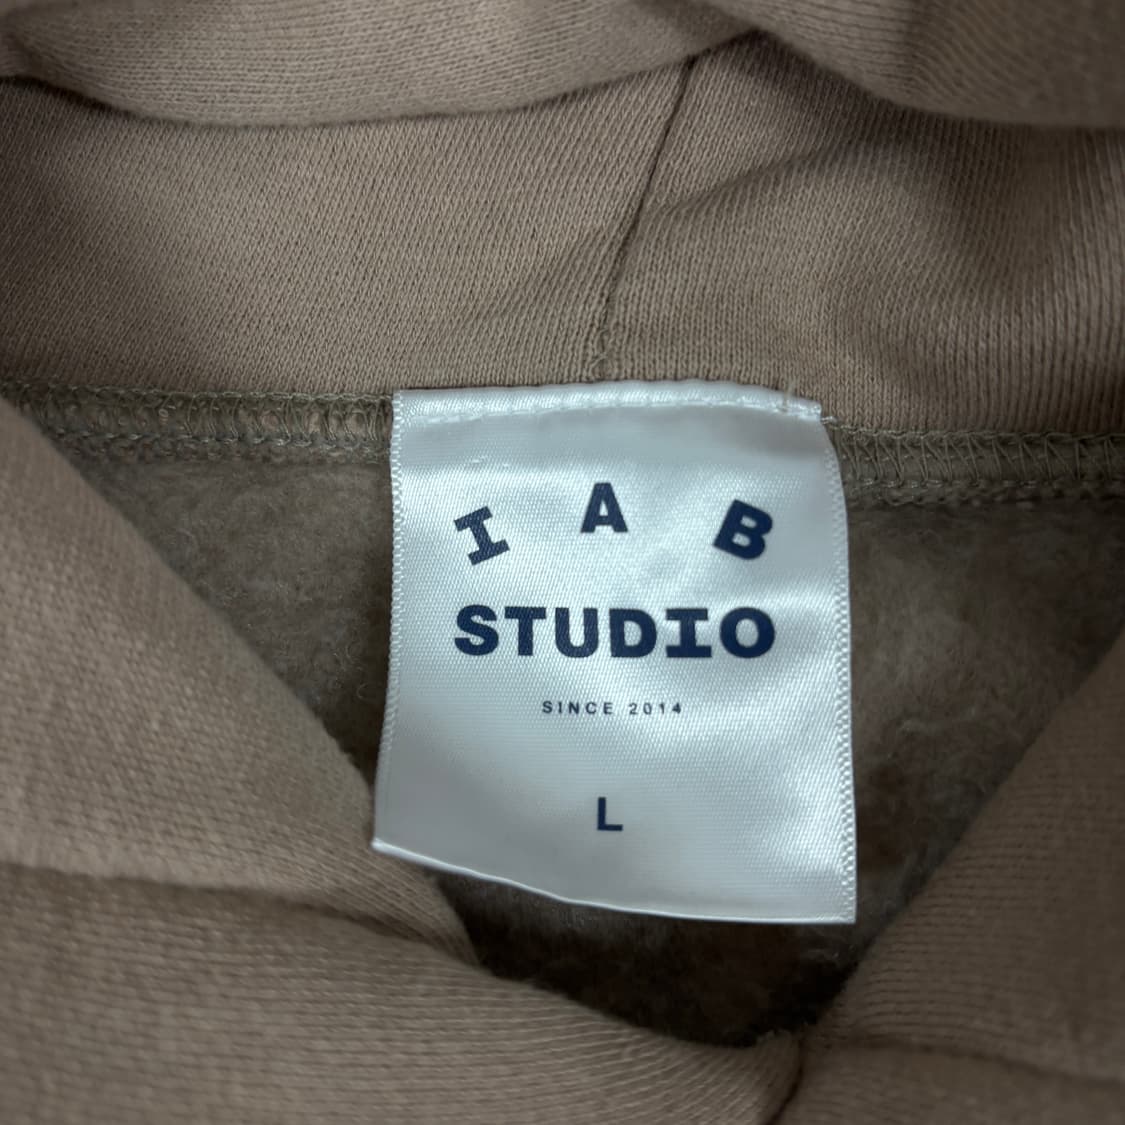 I A B
STUDIO
SINCE 2014
L